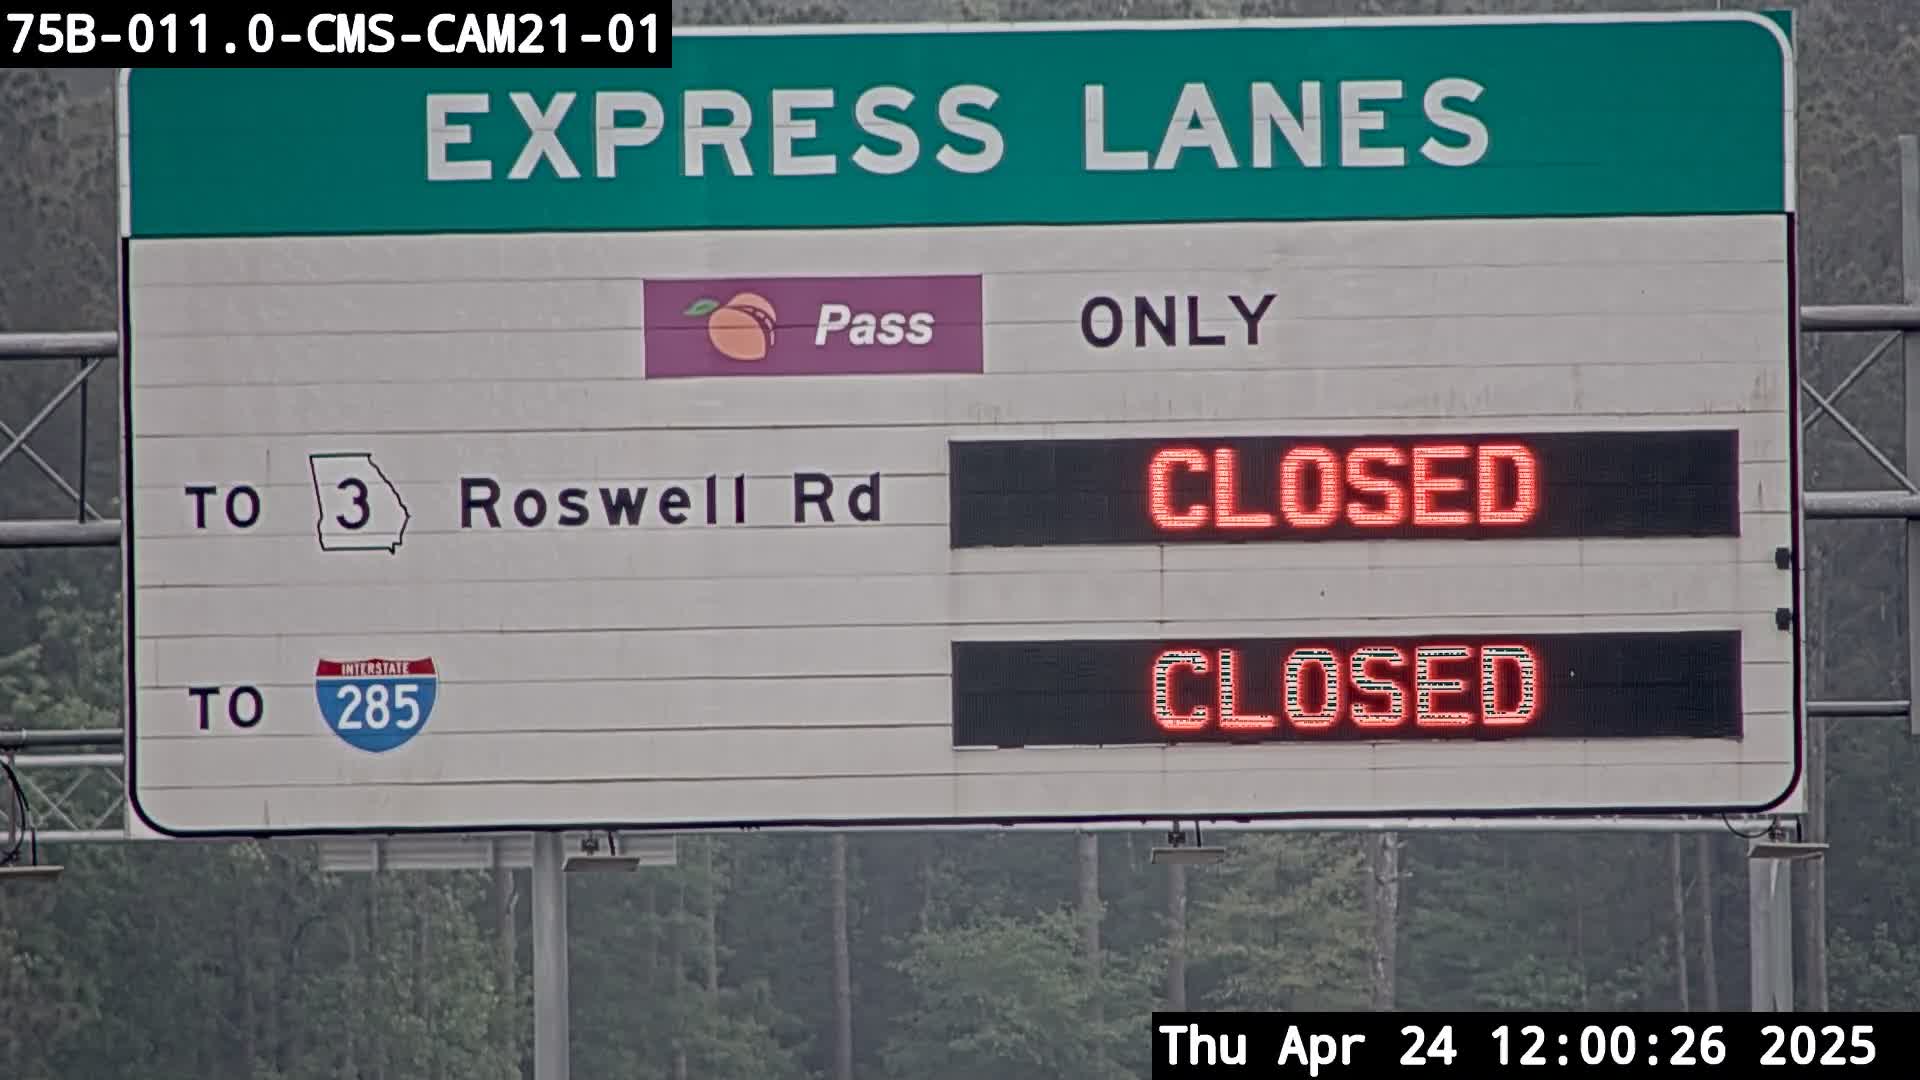 75B-011.0-CMS-CAM21-01
EXPRESS LANES
Pass ONLY
TO 3 Roswell Rd CLOSED
INTERSTATE
TO 285 CLOSED
Thu Apr 24 12:00:26 2025